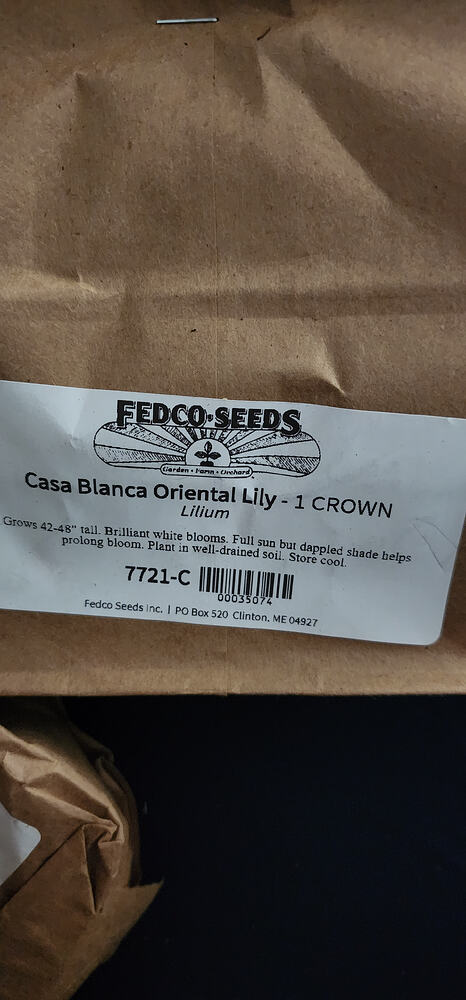 FEDCO·SEEDS
Garden • Farm • Orchard
Casa Blanca Oriental Lily - 1 CROWN
Lilium
Grows 42-48" tall. Brilliant white blooms. Full sun but dappled shade helps
prolong bloom. Plant in well-drained soil. Store cool.
7721-C
00035074
Fedco Seeds Inc. | PO Box 520 Clinton, ME 04927